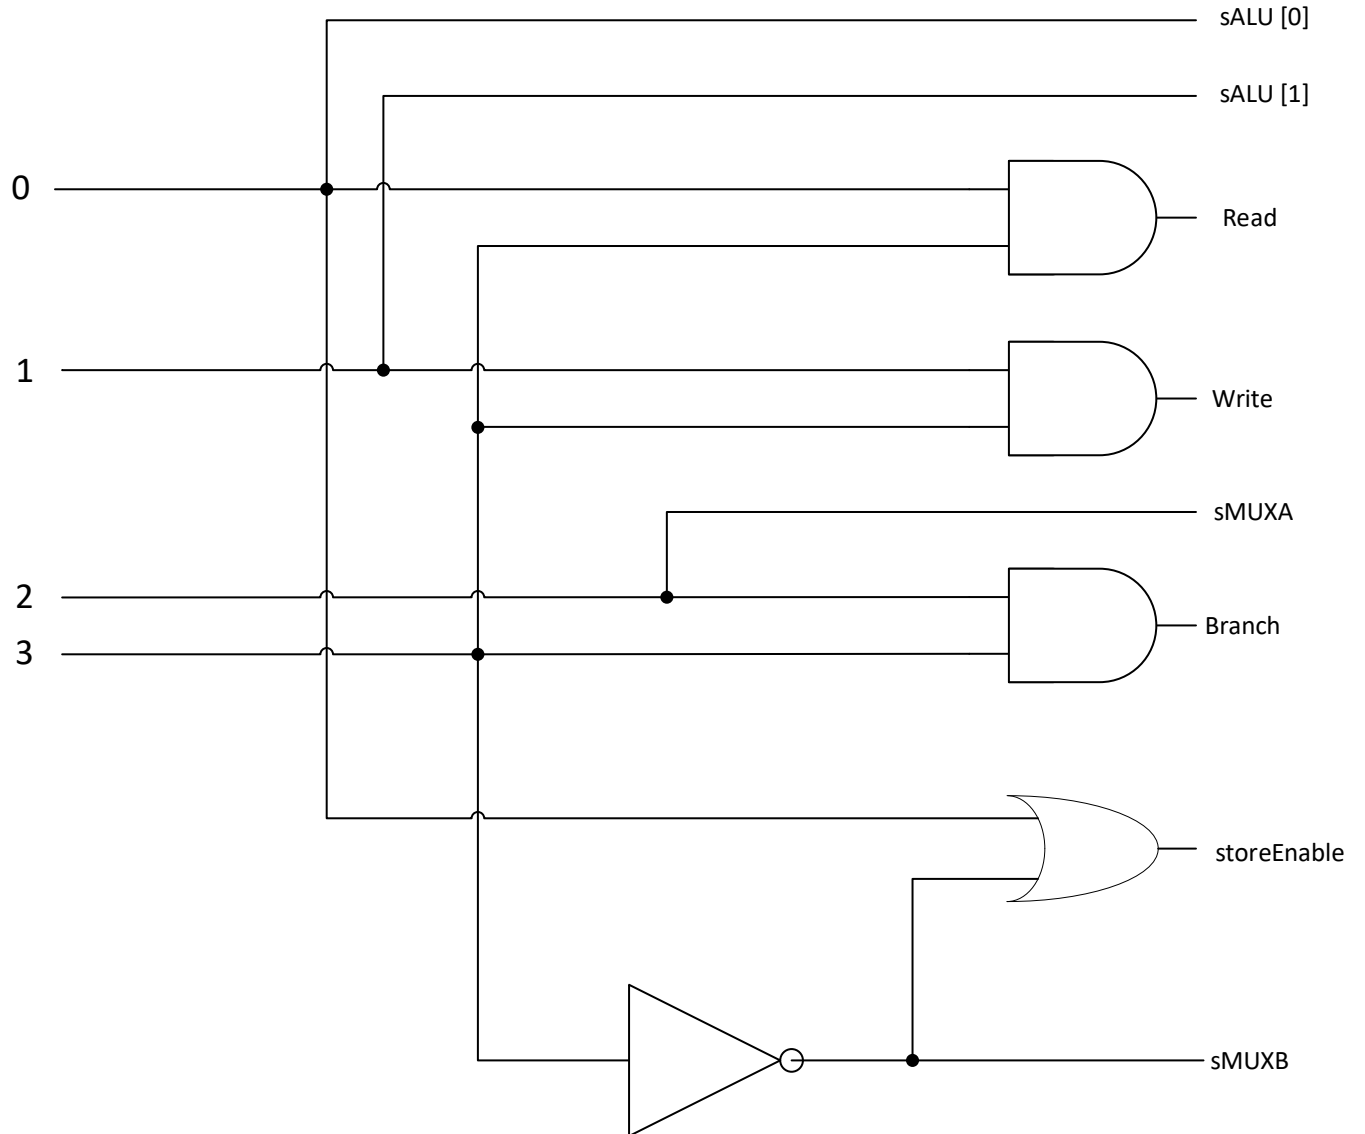 sALU [0]
sALU [1]
0
Read
1
Write
sMUXA
2
Branch
3
storeEnable
sMUXB